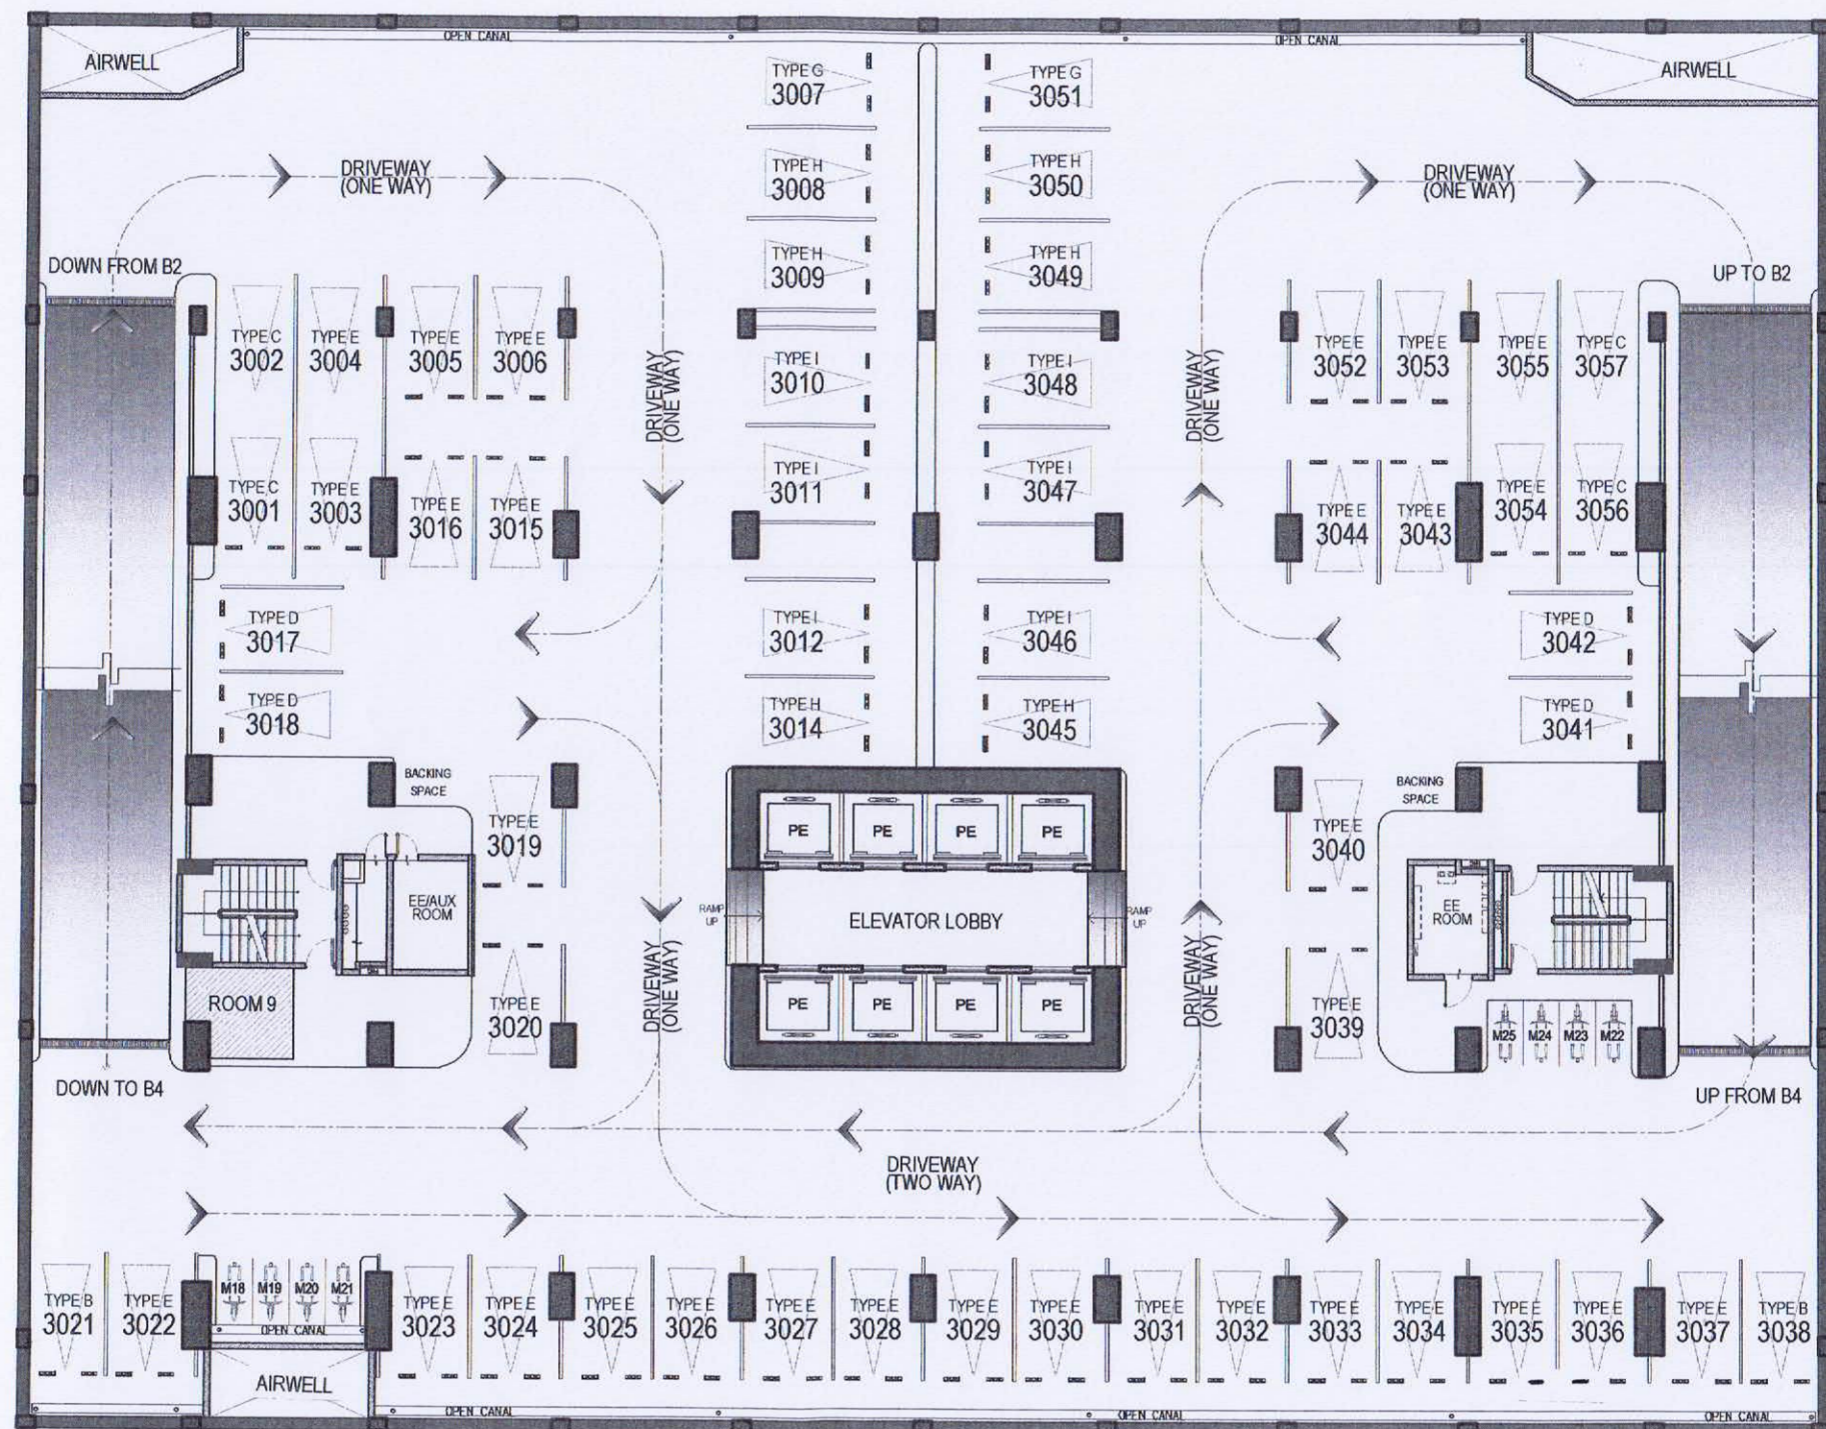 OPEN CANAL
OPEN CANAL
AIRWELL
AIRWELL
TYPE G
3007
TYPE G
3051
DRIVEWAY
(ONE WAY)
TYPE H
3008
TYPE H
3050
DRIVEWAY
(ONE WAY)
DOWN FROM B2
TYPE H
3009
TYPE H
3049
UP TO B2
TYPE C
3002
TYPE E
3004
TYPE E
3005
TYPE E
3006
DRIVEWAY
(ONE WAY)
TYPE I
3010
TYPE I
3048
DRIVEWAY
(ONE WAY)
TYPE E
3052
TYPE E
3053
TYPE E
3055
TYPE C
3057
TYPE C
3001
TYPE E
3003
TYPE E
3016
TYPE E
3015
TYPE I
3011
TYPE I
3047
TYPE E
3044
TYPE E
3043
TYPE E
3054
TYPE C
3056
TYPE D
3017
TYPE I
3012
TYPE I
3046
TYPE D
3042
TYPE D
3018
TYPE H
3014
TYPE H
3045
TYPE D
3041
BACKING
SPACE
BACKING
SPACE
TYPE E
3019
PE
PE
PE
PE
TYPE E
3040
EE/AUX
ROOM
RAMP
UP
ELEVATOR LOBBY
RAMP
UP
EE
ROOM
ROOM 9
TYPE E
3020
DRIVEWAY
(ONE WAY)
PE
PE
PE
PE
DRIVEWAY
(ONE WAY)
TYPE E
3039
M25
M24
M23
M22
DOWN TO B4
UP FROM B4
DRIVEWAY
(TWO WAY)
TYPE B
3021
TYPE E
3022
M18
M19
M20
M21
OPEN CANAL
TYPE E
3023
TYPE E
3024
TYPE E
3025
TYPE E
3026
TYPE E
3027
TYPE E
3028
TYPE E
3029
TYPE E
3030
TYPE E
3031
TYPE E
3032
TYPE E
3033
TYPE E
3034
TYPE E
3035
TYPE E
3036
TYPE E
3037
TYPE B
3038
AIRWELL
OPEN CANAL
OPEN CANAL
OPEN CANAL